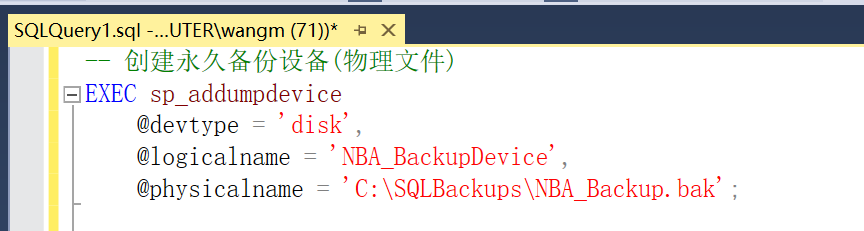 SQLQuery1.sql -...UTER\wangm (71))*
-- 创建永久备份设备(物理文件)
EXEC sp_addumpdevice
@devtype = 'disk',
@logicalname = 'NBA_BackupDevice',
@physicalname = 'C:\SQLBackups\NBA_Backup.bak';